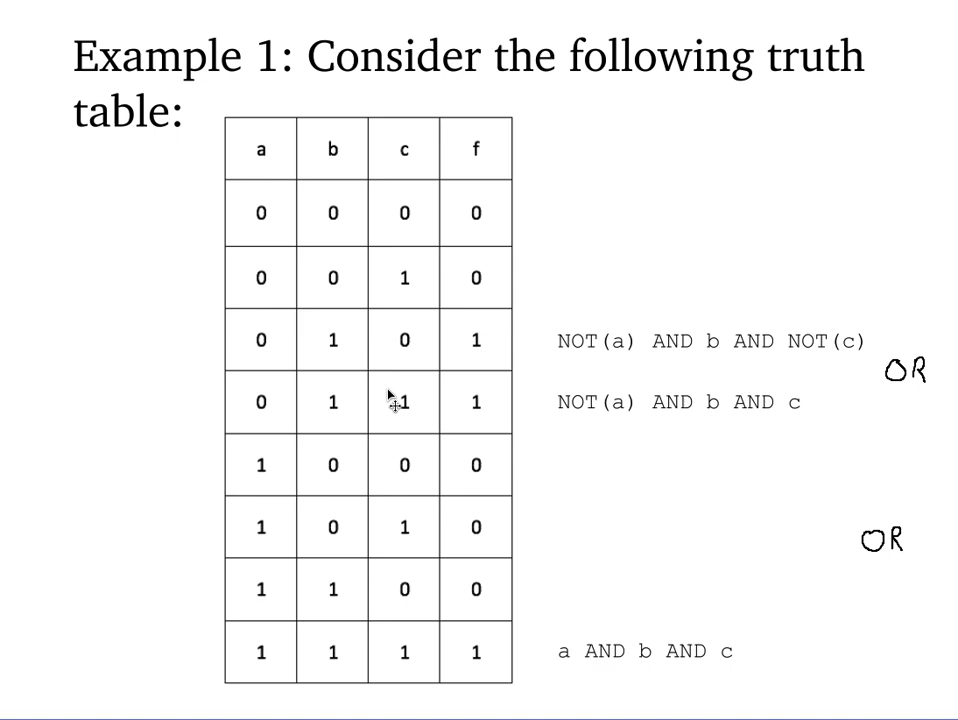 Example 1: Consider the following truth
table:
a b c f
0 0 0 0
0 0 1 0
0 1 0 1 NOT(a) AND b AND NOT(c)
OR
0 1 1 1 NOT(a) AND b AND c
1 0 0 0
1 0 1 0
OR
1 1 0 0
1 1 1 1 a AND b AND c